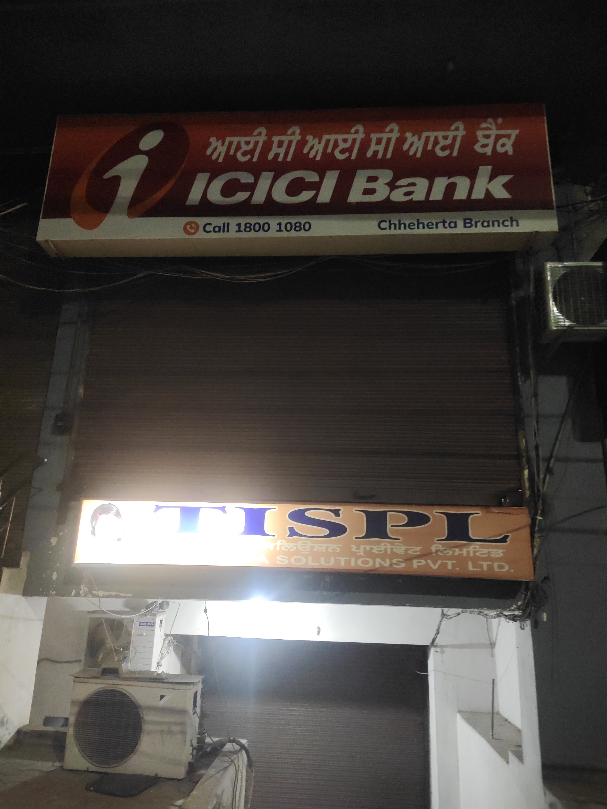 ਆਈ ਸੀ ਆਈ ਸੀ ਆਈ ਬੈਂਕ
ICICI Bank
Call 1800 1080
Chheherta Branch
TISPL
ਪ੍ਰਾਈਵੇਟ ਲਿਮਟਿਡ
SOLUTIONS PVT. LTD.